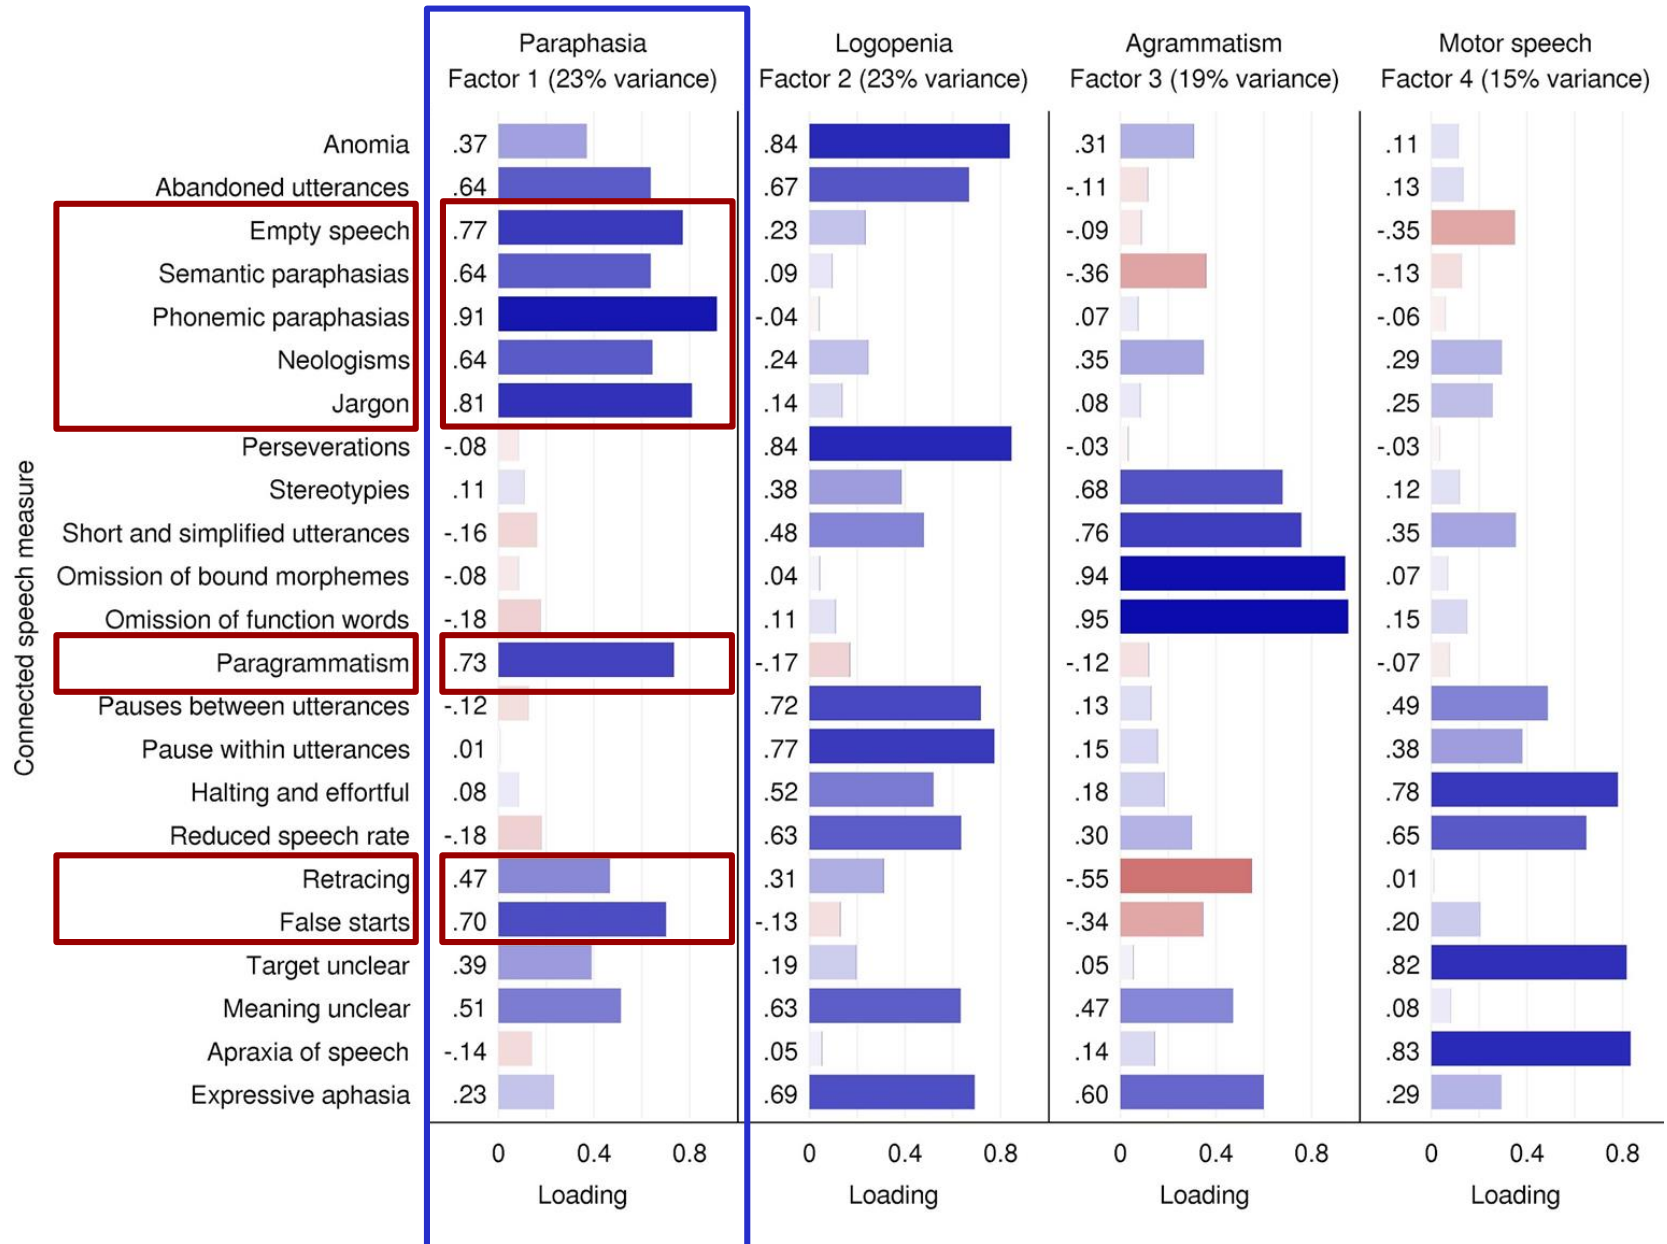 Paraphasia Logopenia Agrammatism Motor speech
Factor 1 (23% variance) Factor 2 (23% variance) Factor 3 (19% variance) Factor 4 (15% variance)
Connected speech measure
Anomia .37 .84 .31 .11
Abandoned utterances .64 .67 -.11 .13
Empty speech .77 .23 -.09 -.35
Semantic paraphasias .64 .09 -.36 -.13
Phonemic paraphasias .91 -.04 .07 -.06
Neologisms .64 .24 .35 .29
Jargon .81 .14 .08 .25
Perseverations -.08 .84 -.03 -.03
Stereotypies .11 .38 .68 .12
Short and simplified utterances -.16 .48 .76 .35
Omission of bound morphemes -.08 .04 .94 .07
Omission of function words -.18 .11 .95 .15
Paragrammatism .73 -.17 -.12 -.07
Pauses between utterances -.12 .72 .13 .49
Pause within utterances .01 .77 .15 .38
Halting and effortful .08 .52 .18 .78
Reduced speech rate -.18 .63 .30 .65
Retracing .47 .31 -.55 .01
False starts .70 -.13 -.34 .20
Target unclear .39 .19 .05 .82
Meaning unclear .51 .63 .47 .08
Apraxia of speech -.14 .05 .14 .83
Expressive aphasia .23 .69 .60 .29
0 0.4 0.8 0 0.4 0.8 0 0.4 0.8 0 0.4 0.8
Loading Loading Loading Loading